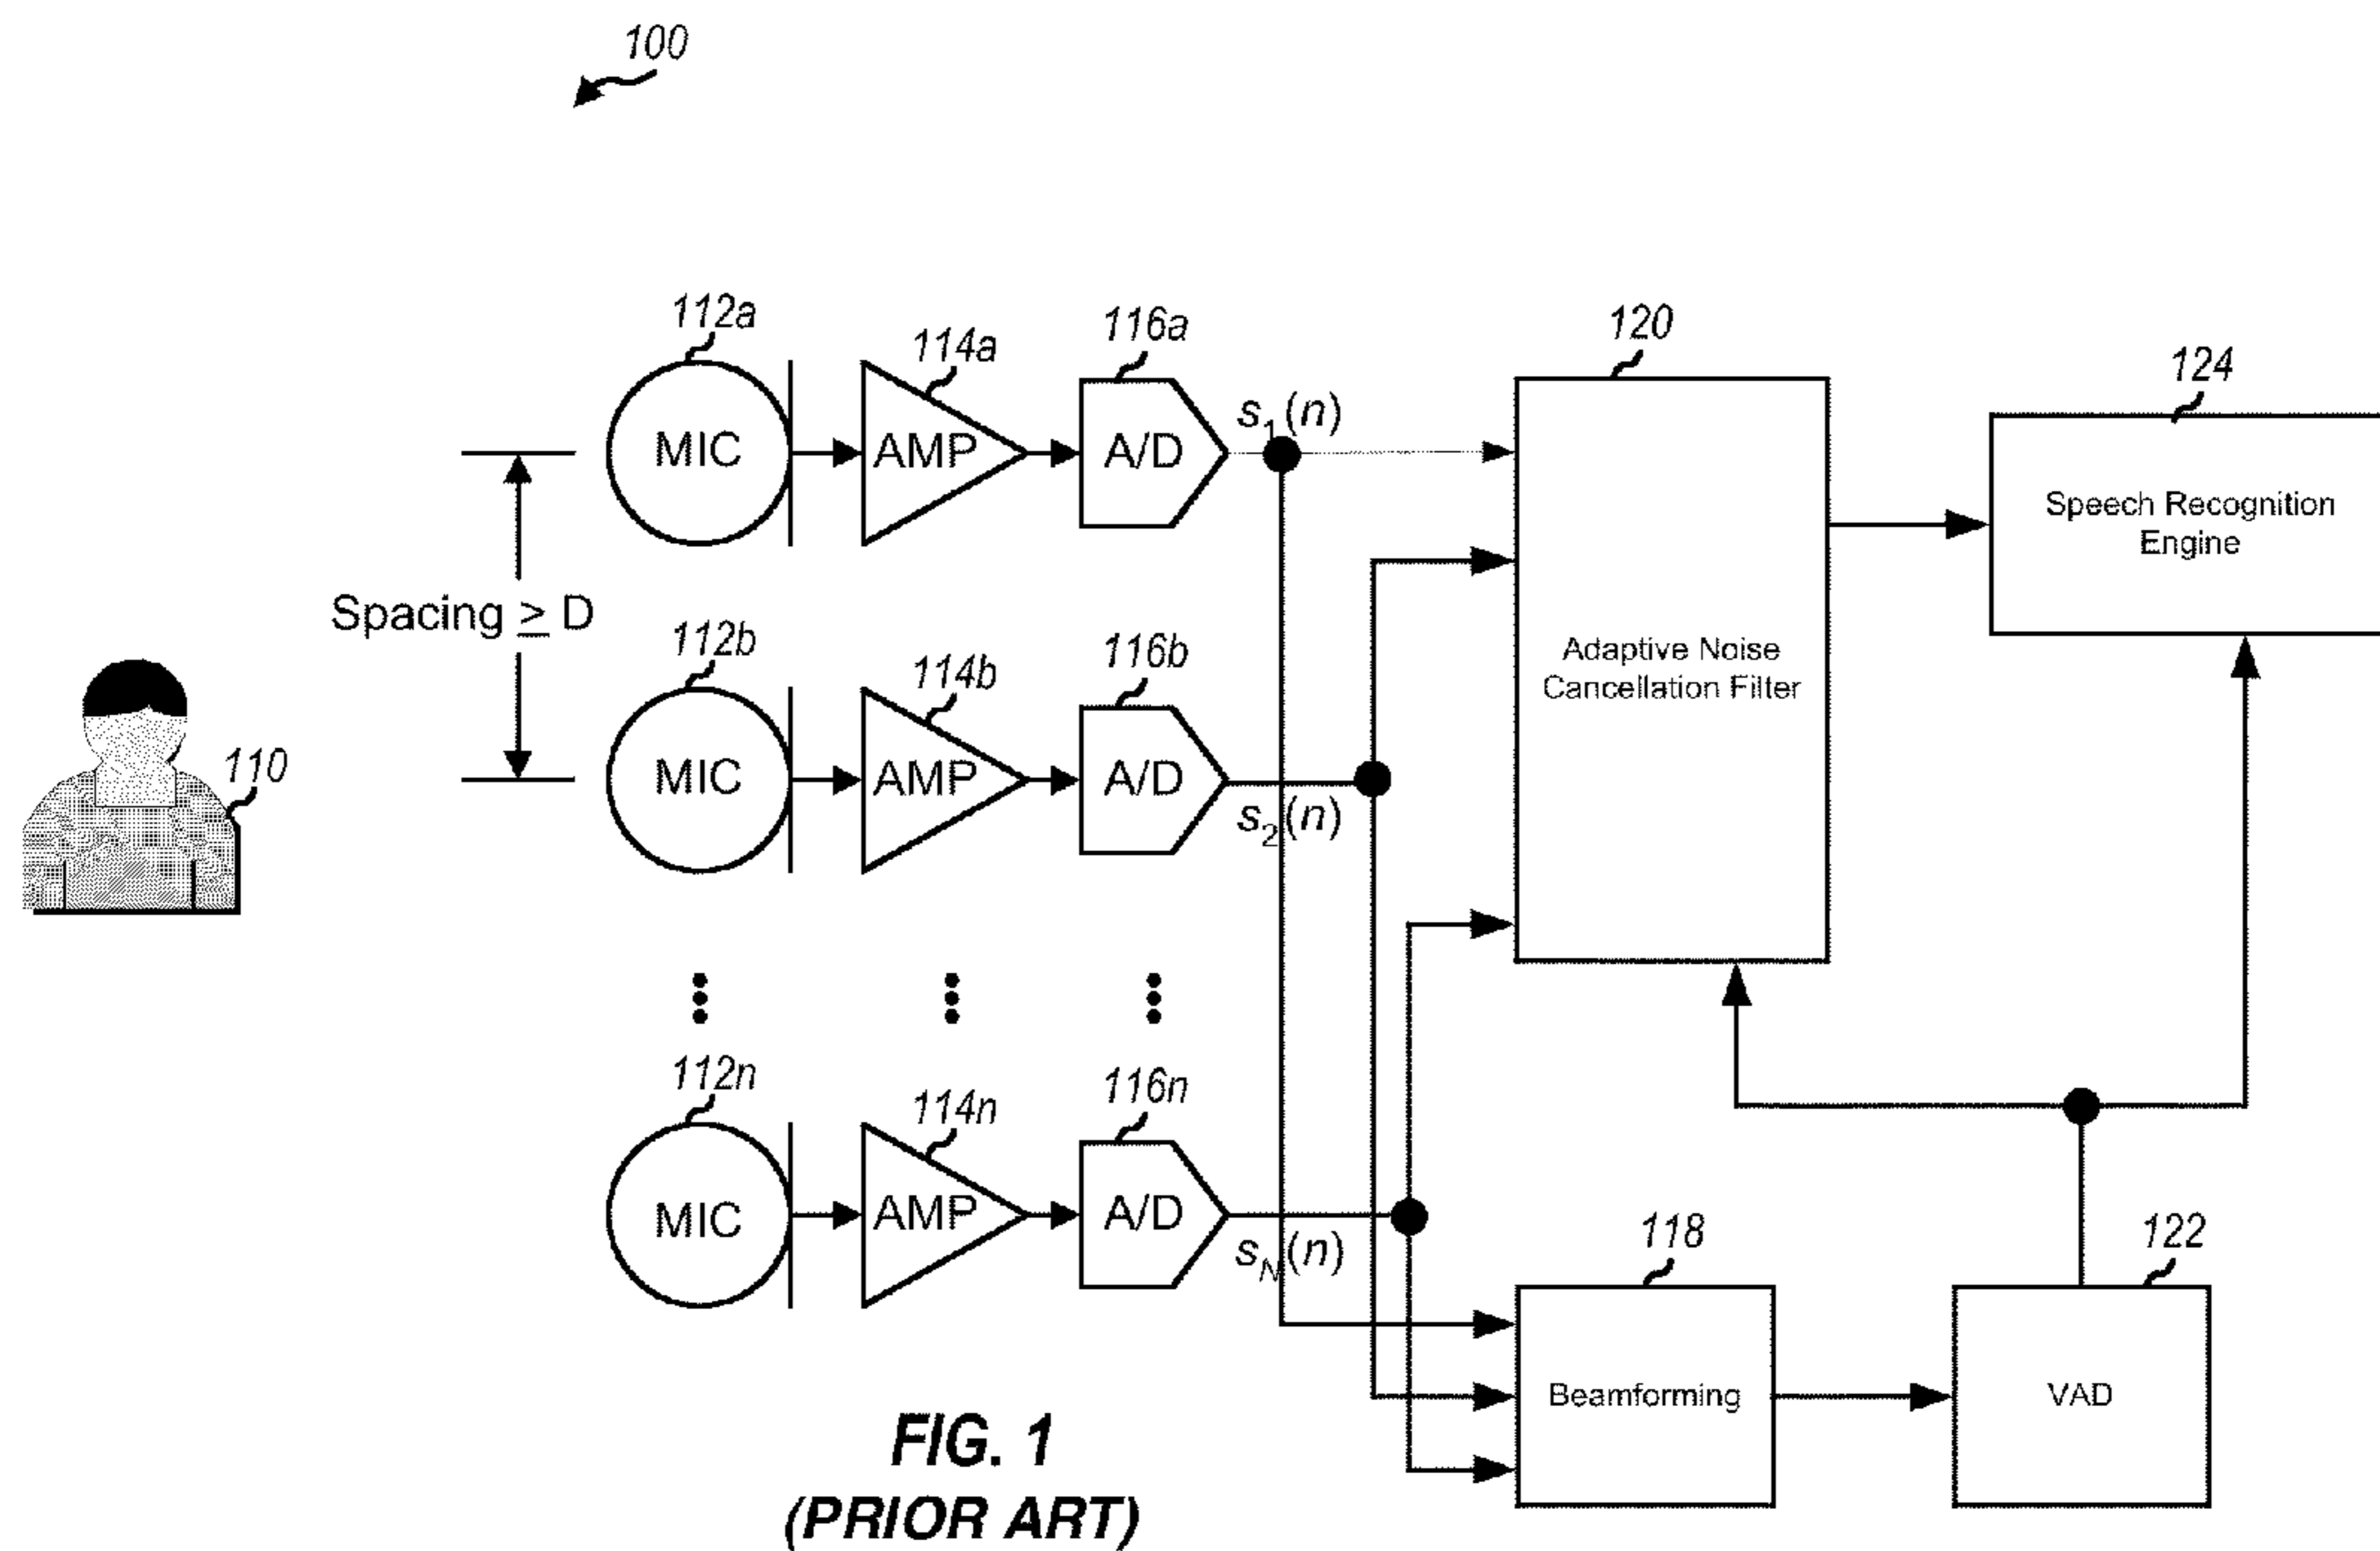 100
112a
114a
116a
120
124
MIC
AMP
A/D
s1(n)
Speech Recognition
Engine
Spacing ≥ D
112b
114b
116b
Adaptive Noise
Cancellation Filter
110
MIC
AMP
A/D
s2(n)
112n
114n
116n
MIC
AMP
A/D
sN(n)
118
122
Beamforming
VAD
FIG. 1
(PRIOR ART)